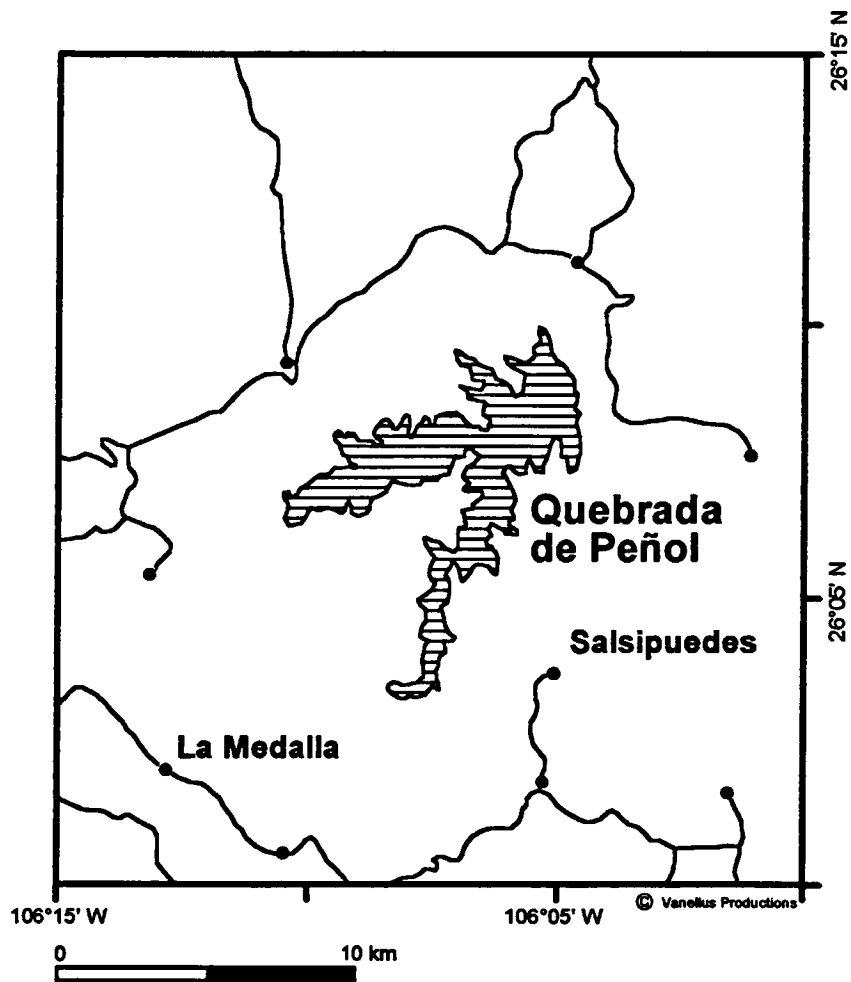 26°15' N
Quebrada
de Peñol
26°05' N
Salsipuedes
La Medalla
106°15' W
106°05' W
© Vanellus Productions
0
10 km